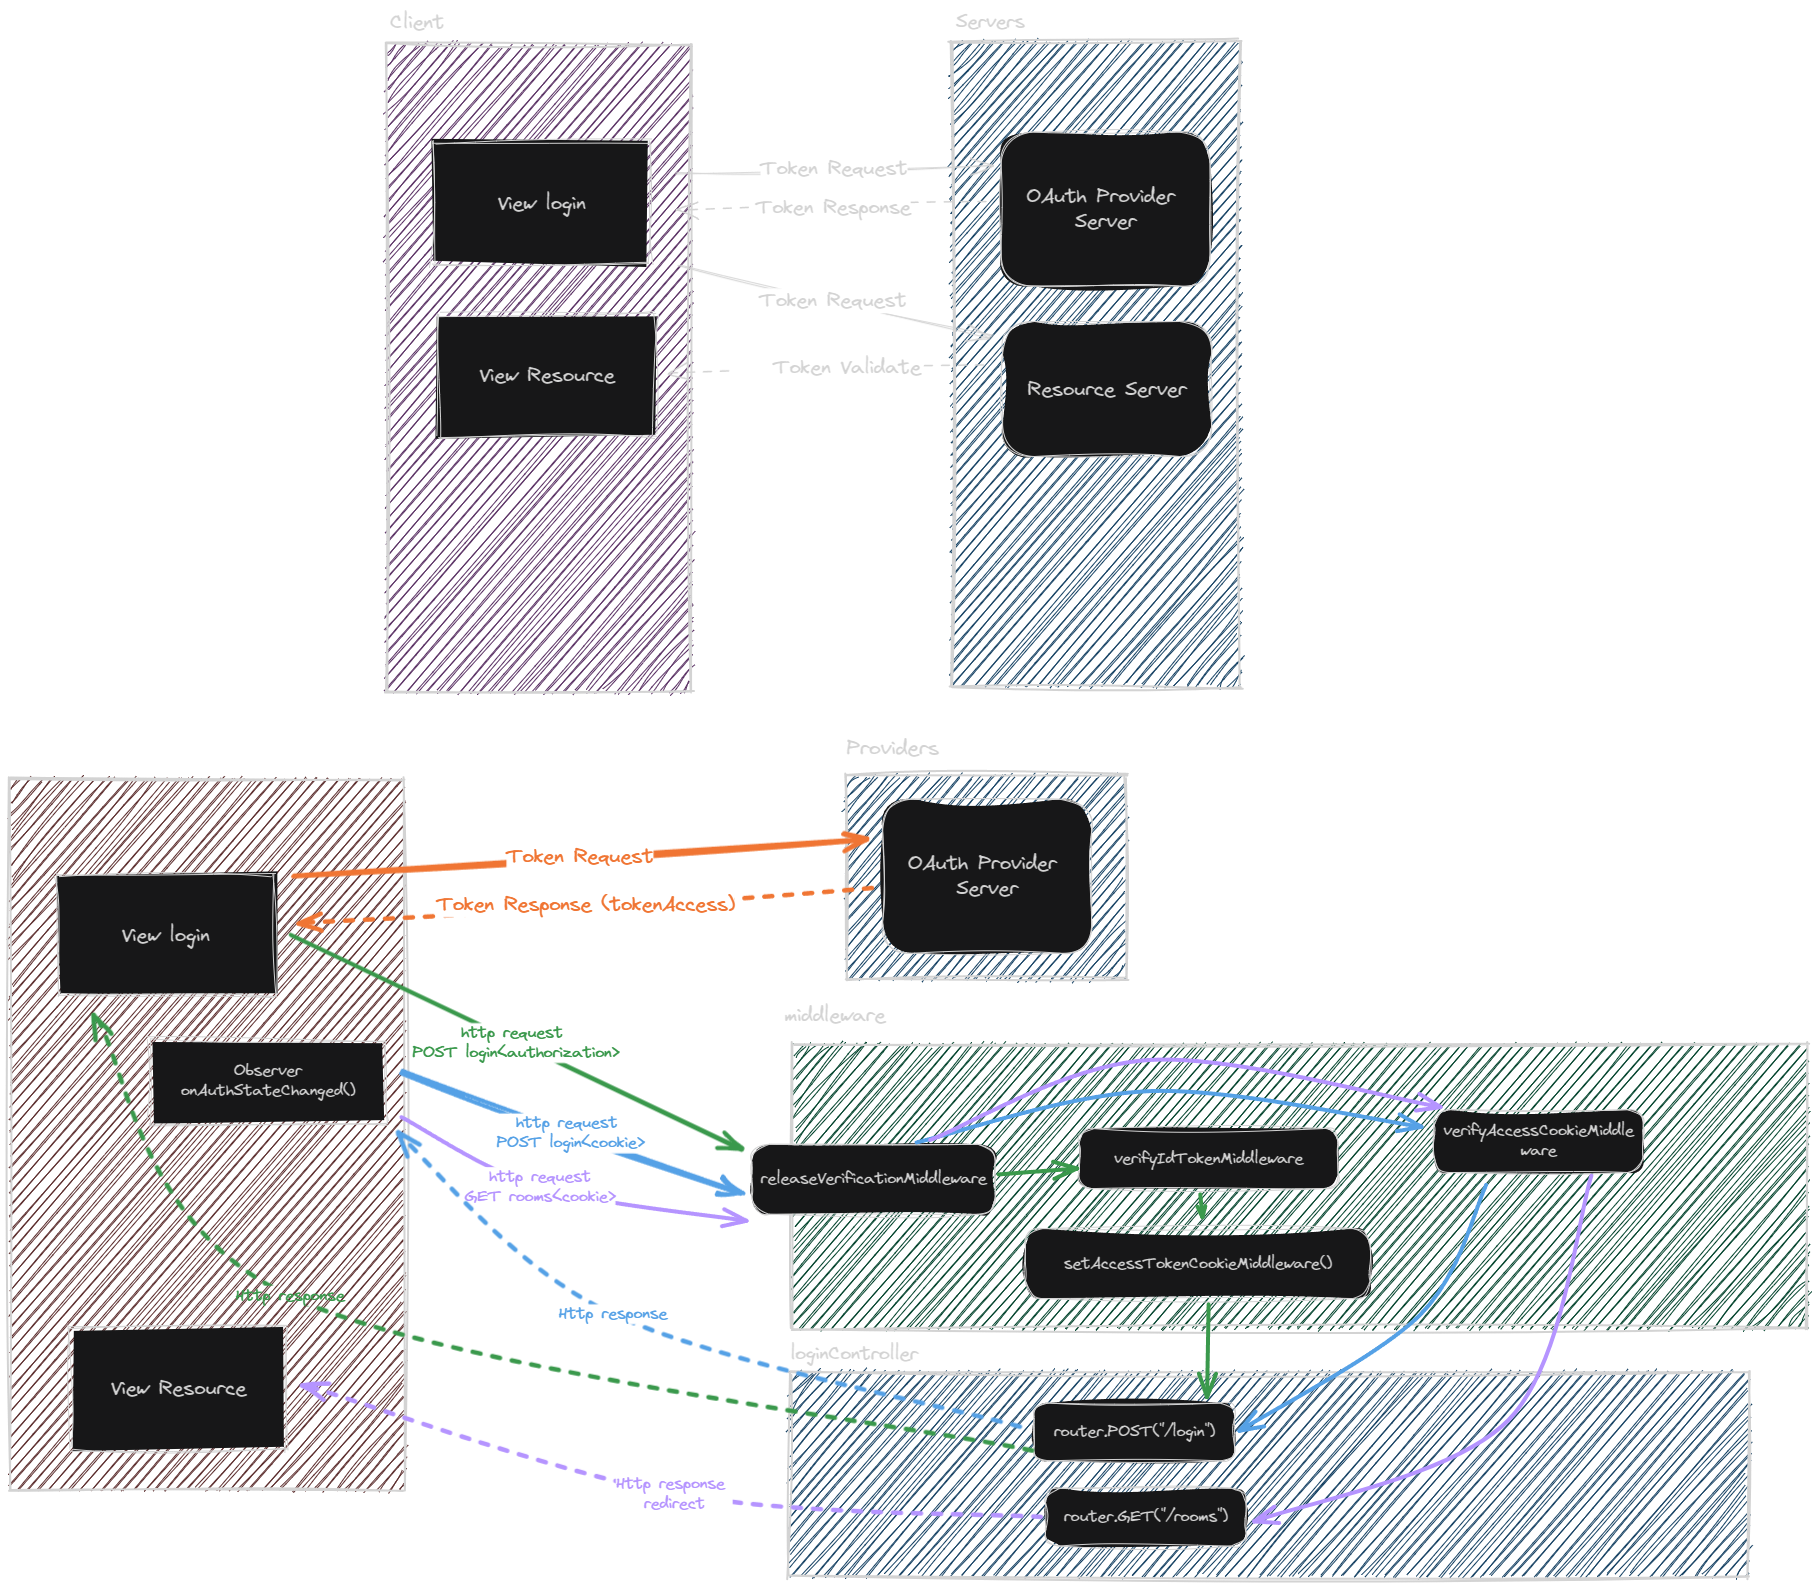 Client
Servers
View login
Token Request
Token Response
OAuth Provider
Server
Token Request
View Resource
Token Validate
Resource Server
Providers
Token Request
OAuth Provider
Server
Token Response (tokenAccess)
View login
middleware
http request
POST login<authorization>
Observer
onAuthStateChanged()
http request
POST login<cookie>
http request
GET rooms<cookie>
releaseVerificationMiddleware
verifyIdTokenMiddleware
verifyAccessCookieMiddle
ware
setAccessTokenCookieMiddleware()
Http response
Http response
loginController
View Resource
router.POST("/login")
Http response
redirect
router.GET("/rooms")